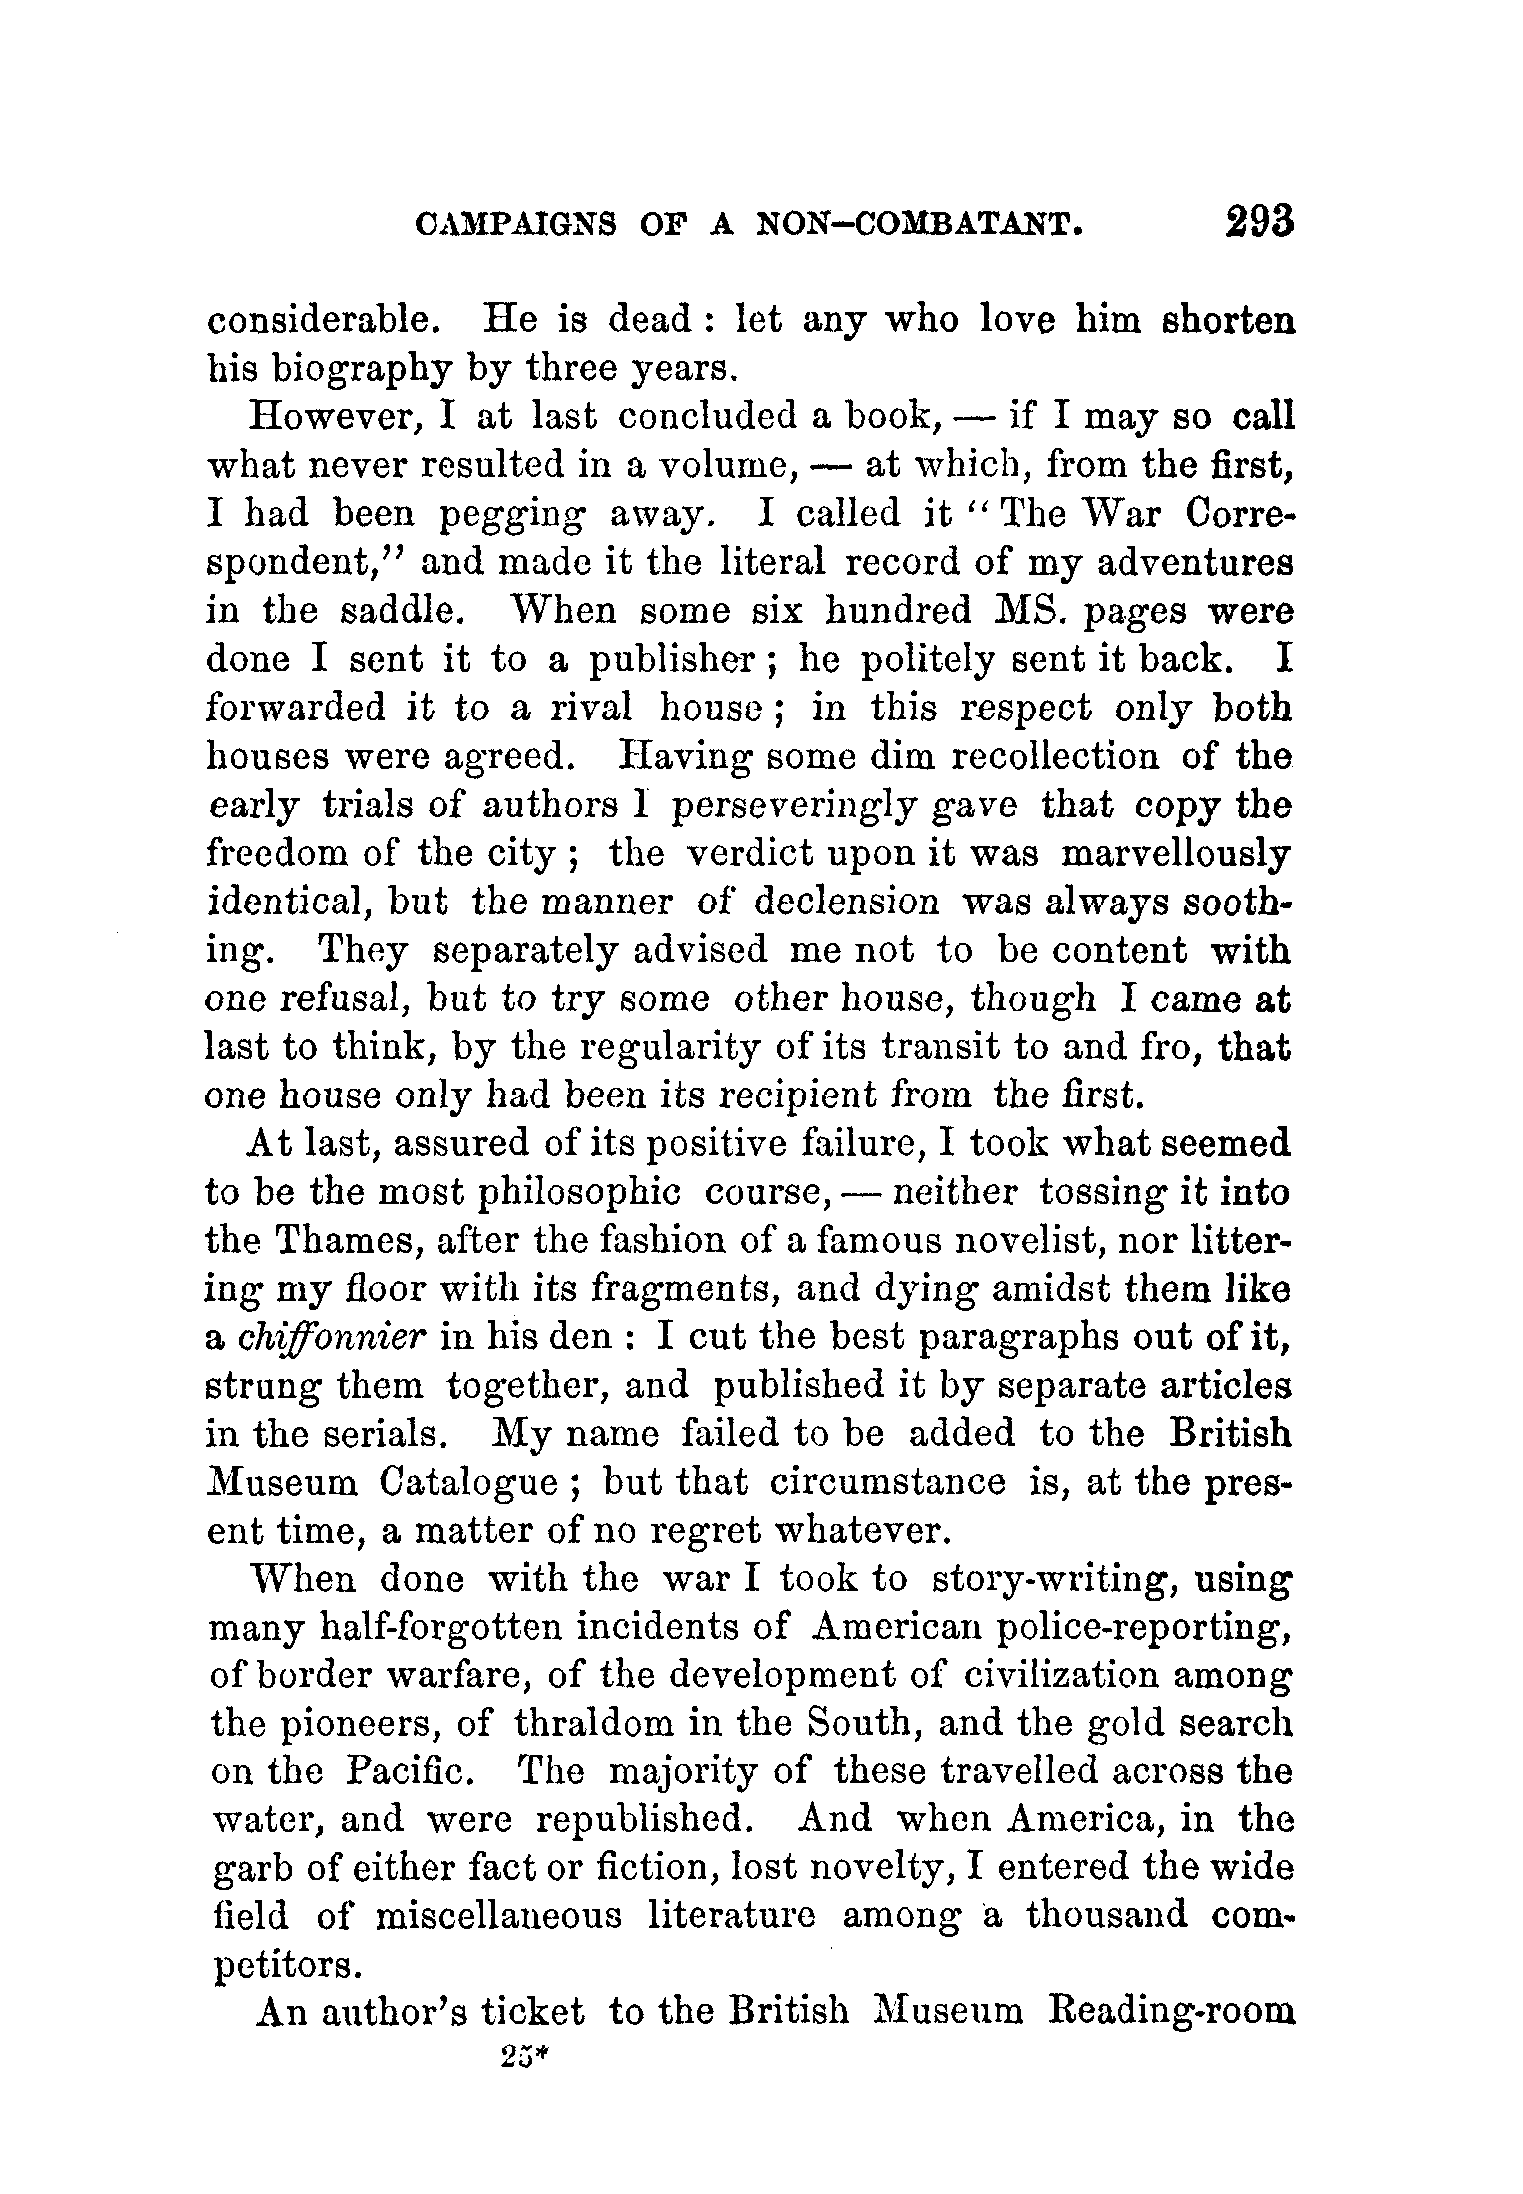 CAMPAIGNS OF A NON-COMBATANT. 293
considerable. He is dead : let any who love him shorten
his biography by three years.
However, I at last concluded a book, — if I may so call
what never resulted in a volume, — at which, from the first,
I had been pegging away. I called it “ The War Corre-
spondent,” and made it the literal record of my adventures
in the saddle. When some six hundred MS. pages were
done I sent it to a publisher ; he politely sent it back. I
forwarded it to a rival house ; in this respect only both
houses were agreed. Having some dim recollection of the
early trials of authors I perseveringly gave that copy the
freedom of the city ; the verdict upon it was marvellously
identical, but the manner of declension was always sooth-
ing. They separately advised me not to be content with
one refusal, but to try some other house, though I came at
last to think, by the regularity of its transit to and fro, that
one house only had been its recipient from the first.
At last, assured of its positive failure, I took what seemed
to be the most philosophic course, — neither tossing it into
the Thames, after the fashion of a famous novelist, nor litter-
ing my floor with its fragments, and dying amidst them like
a chiffonnier in his den : I cut the best paragraphs out of it,
strung them together, and published it by separate articles
in the serials. My name failed to be added to the British
Museum Catalogue ; but that circumstance is, at the pres-
ent time, a matter of no regret whatever.
When done with the war I took to story-writing, using
many half-forgotten incidents of American police-reporting,
of border warfare, of the development of civilization among
the pioneers, of thraldom in the South, and the gold search
on the Pacific. The majority of these travelled across the
water, and were republished. And when America, in the
garb of either fact or fiction, lost novelty, I entered the wide
field of miscellaneous literature among a thousand com-
petitors.
An author’s ticket to the British Museum Reading-room
25*